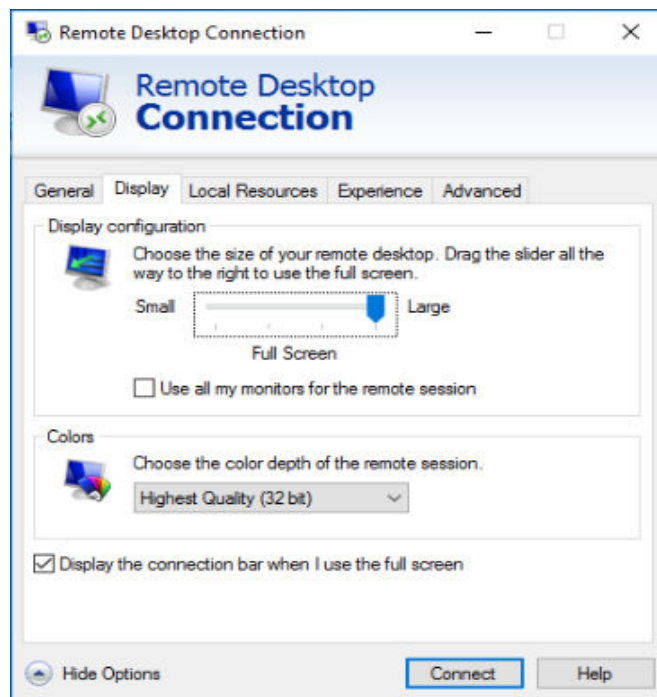 Remote Desktop Connection
Remote Desktop
Connection
General Display Local Resources Experience Advanced
Display configuration
Choose the size of your remote desktop. Drag the slider all the
way to the right to use the full screen.
Small Large
Full Screen
Use all my monitors for the remote session
Colors
Choose the color depth of the remote session.
Highest Quality (32 bit)
Display the connection bar when I use the full screen
Hide Options Connect Help